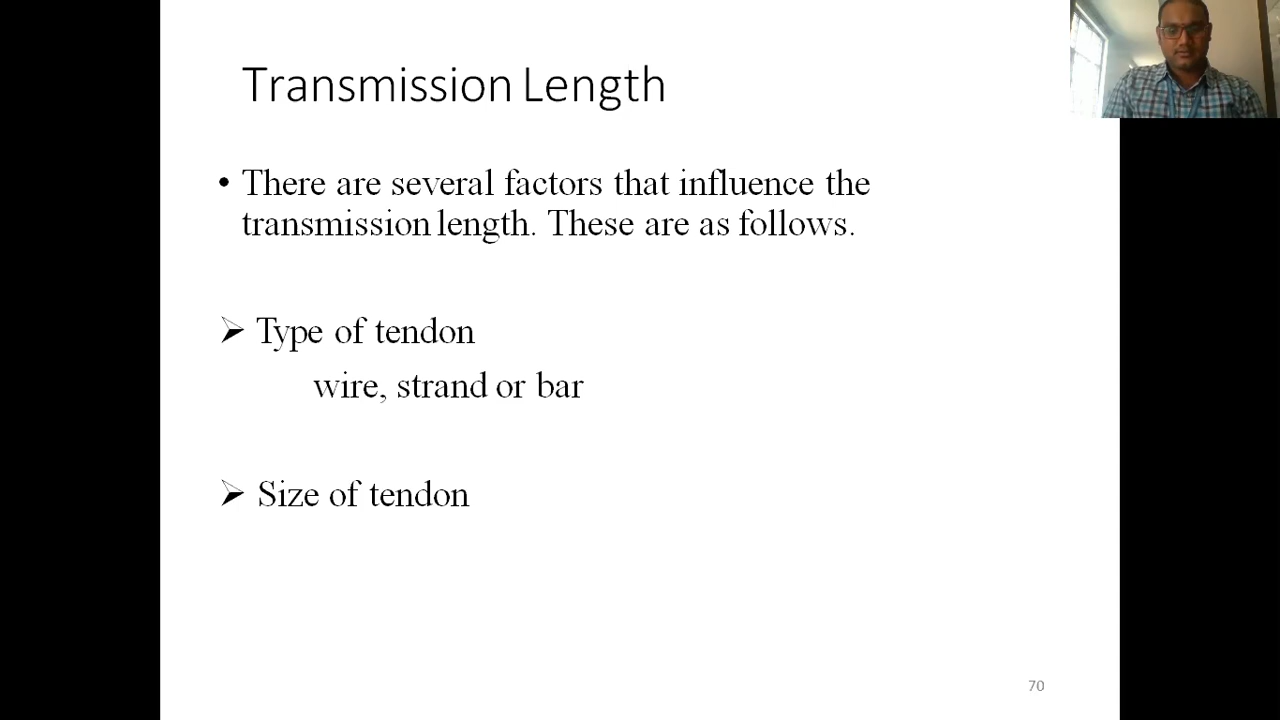 Transmission Length
• There are several factors that influence the
transmission length. These are as follows.
➢ Type of tendon
wire, strand or bar
➢ Size of tendon
70